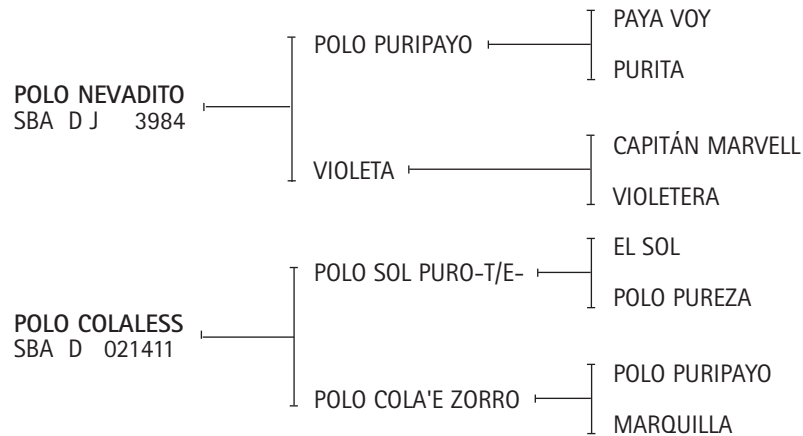 PAYA VOY
POLO PURIPAYO
PURITA
POLO NEVADITO
SBA D J 3984
CAPITÁN MARVELL
VIOLETA
VIOLETERA
EL SOL
POLO SOL PURO-T/E-
POLO PUREZA
POLO COLALESS
SBA D 021411
POLO PURIPAYO
POLO COLA'E ZORRO
MARQUILLA